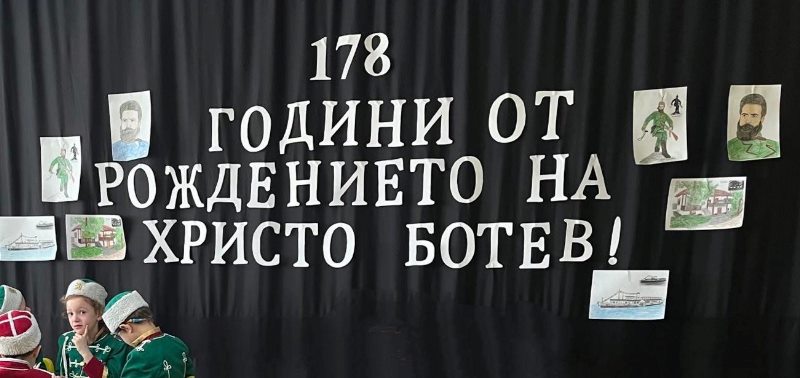 178
ГОДИНИ ОТ
РОЖДЕНИЕТО НА
ХРИСТО БОТЕВ!